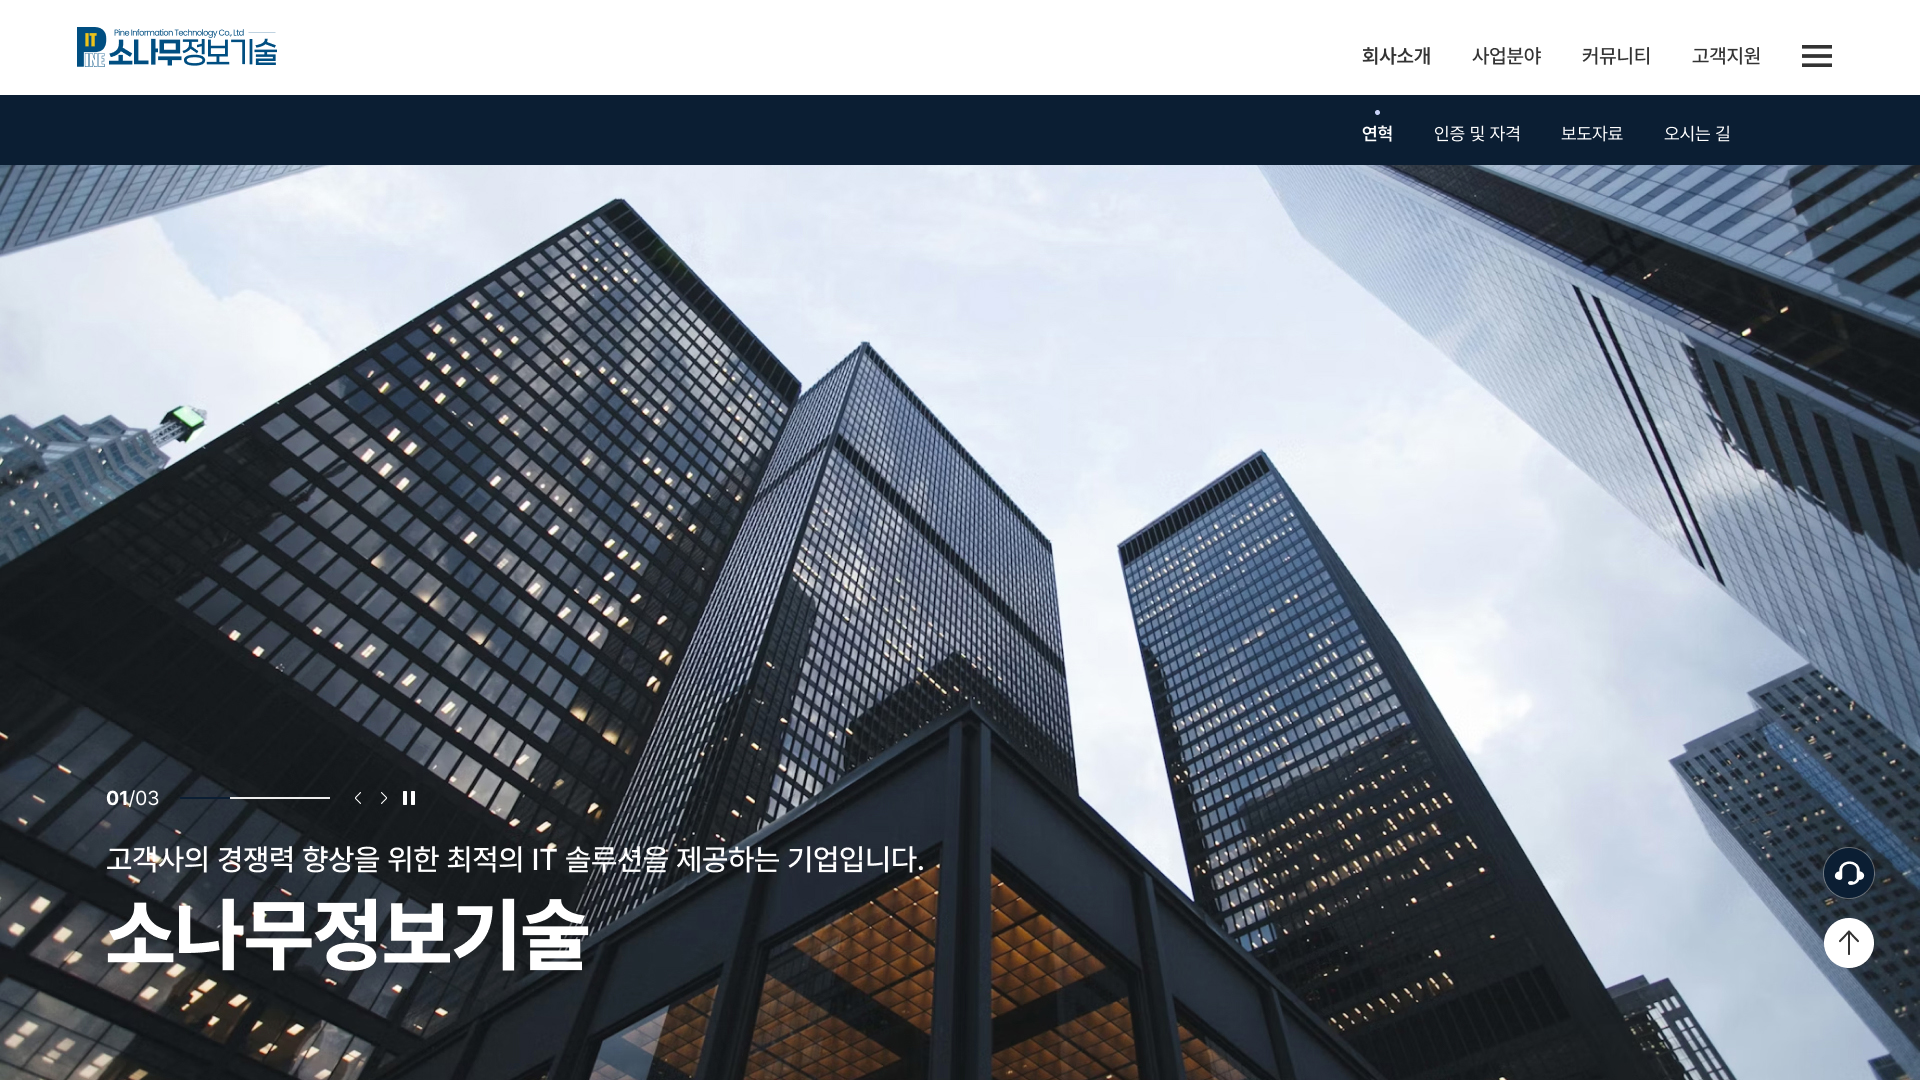 IT
PINE
Pine Information Technology Co., Ltd
소나무정보기술
회사소개 사업분야 커뮤니티 고객지원
연혁 인증 및 자격 보도자료 오시는 길
01/03
고객사의 경쟁력 향상을 위한 최적의 IT 솔루션을 제공하는 기업입니다.
소나무정보기술